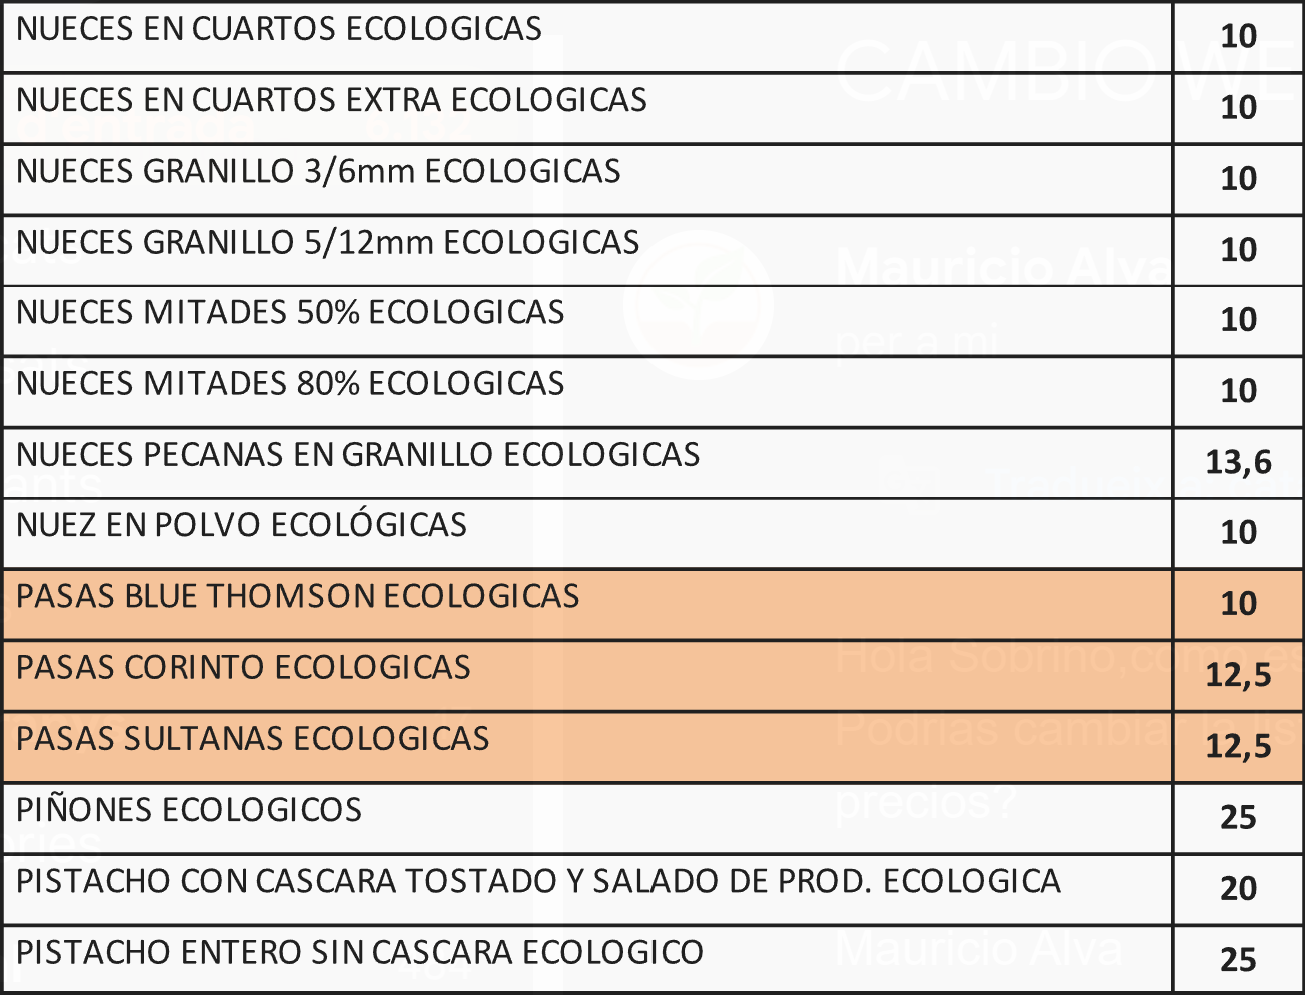 NUECES EN CUARTOS ECOLOGICAS 10
NUECES EN CUARTOS EXTRA ECOLOGICAS 10
NUECES GRANILLO 3/6mm ECOLOGICAS 10
NUECES GRANILLO 5/12mm ECOLOGICAS 10
NUECES MITADES 50% ECOLOGICAS 10
NUECES MITADES 80% ECOLOGICAS 10
NUECES PECANAS EN GRANILLO ECOLOGICAS 13,6
NUEZ EN POLVO ECOLÓGICAS 10
PASAS BLUE THOMSON ECOLOGICAS 10
PASAS CORINTO ECOLOGICAS 12,5
PASAS SULTANAS ECOLOGICAS 12,5
PIÑONES ECOLOGICOS 25
PISTACHO CON CASCARA TOSTADO Y SALADO DE PROD. ECOLOGICA 20
PISTACHO ENTERO SIN CASCARA ECOLOGICO 25
CAMBIO WE
Mauricio Alva
per a mi
Hola Sobrino,como es
Podrias cambiar la lis
precios?
Mauricio Alva